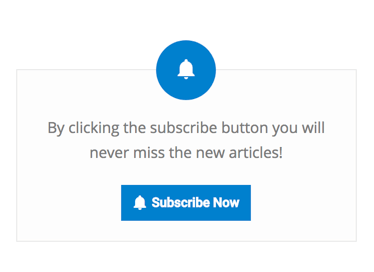 By clicking the subscribe button you will
never miss the new articles!
Subscribe Now